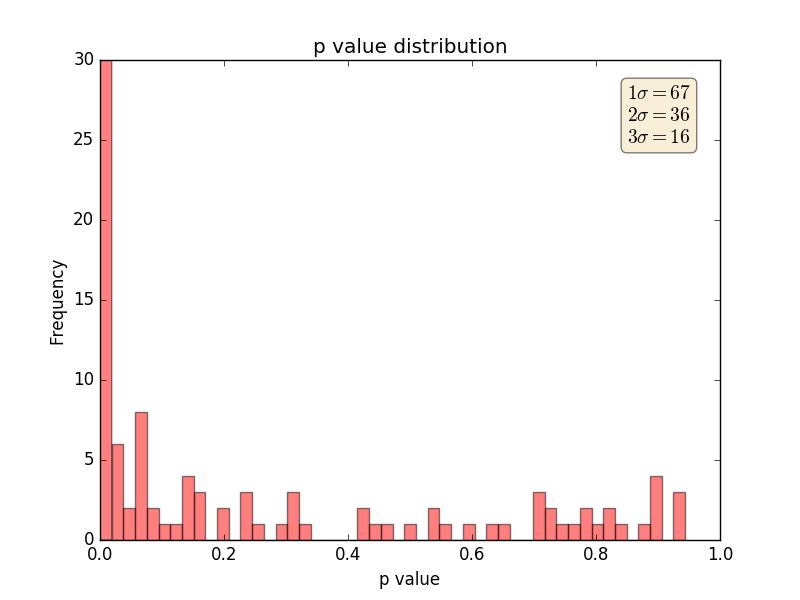 p value distribution
30
25
20
15
10
5
0
Frequency
1σ = 67
2σ = 36
3σ = 16
0.0 0.2 0.4 0.6 0.8 1.0
p value